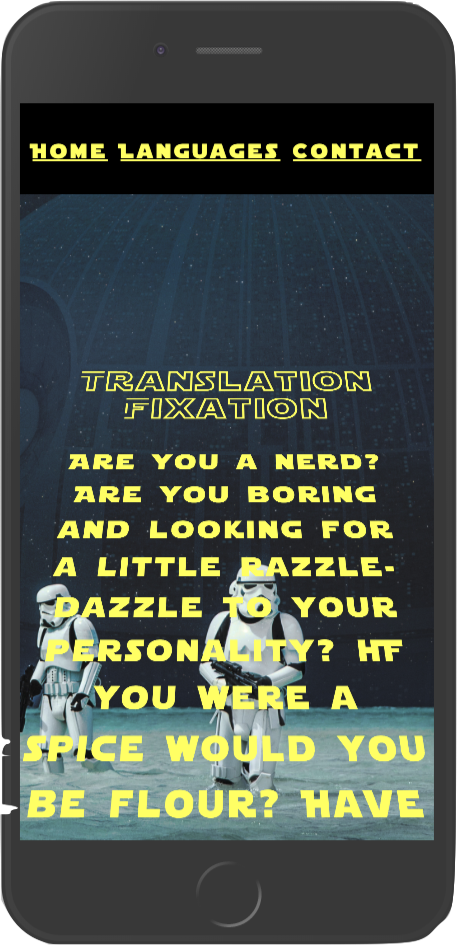 Home Languages Contact
Translation
Fixation
Are you a nerd?
Are you boring
and looking for
a little razzle-
dazzle to your
personality? If
you were a
spice would you
be flour? Have